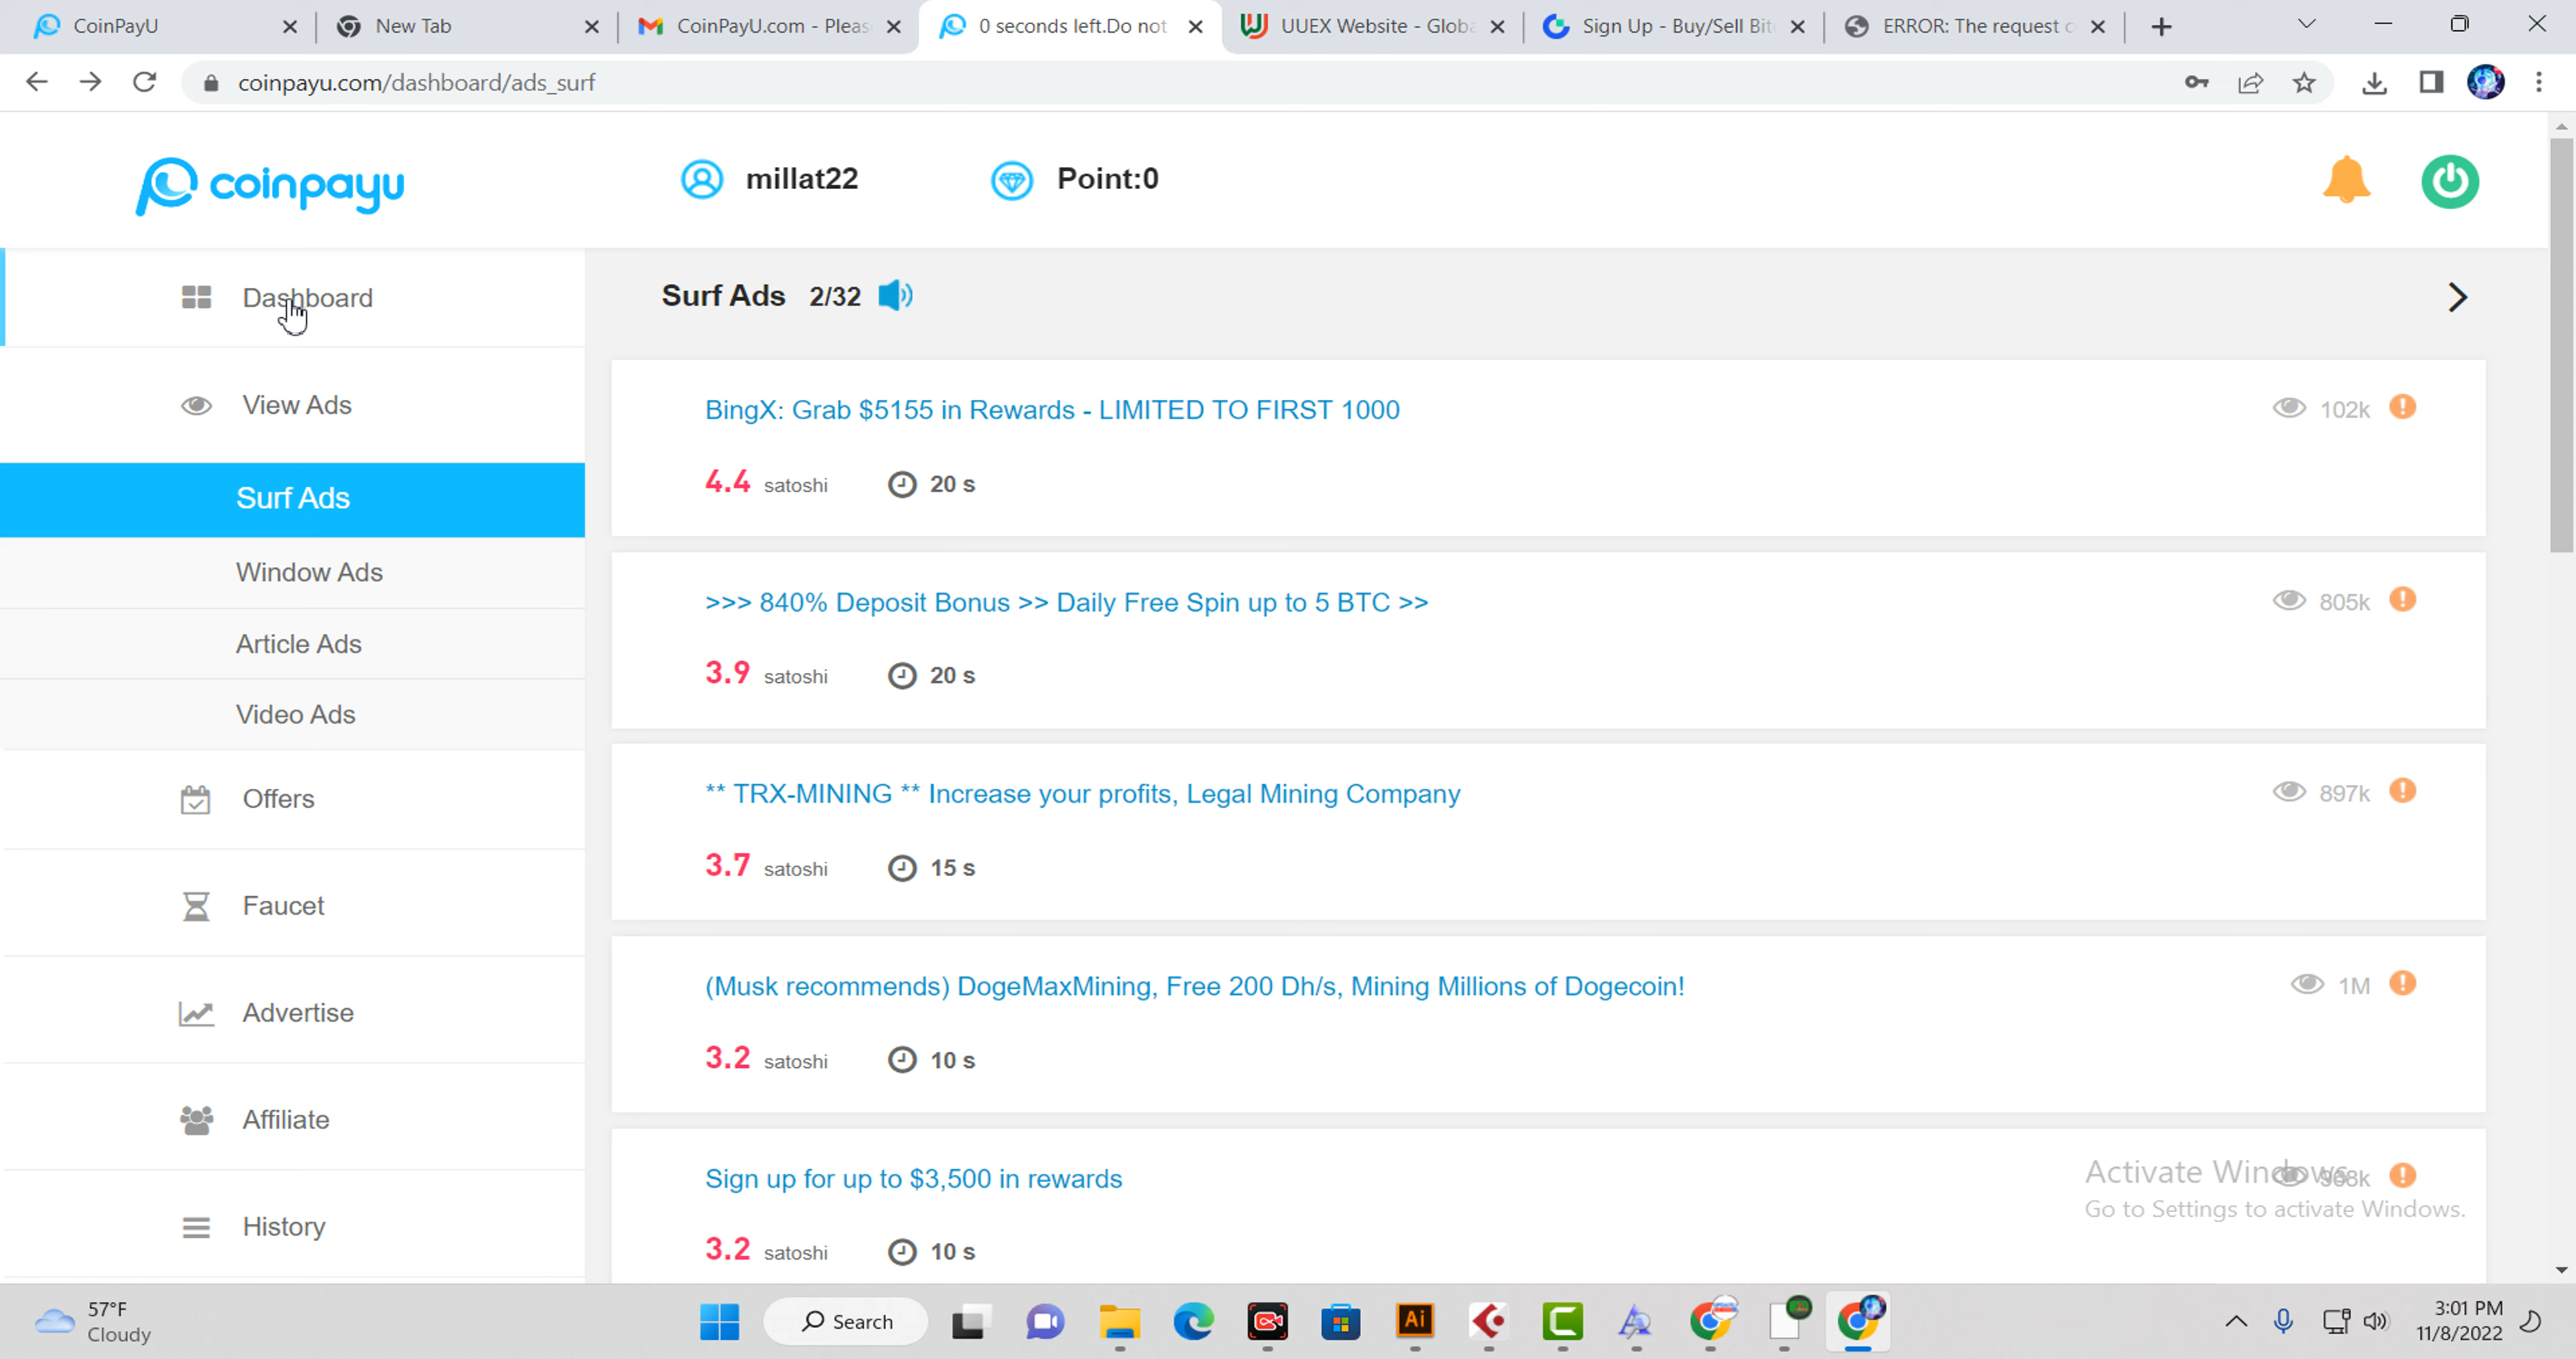 CoinPayU
New Tab
CoinPayU.com - Pleas
0 seconds left.Do not
UUEX Website - Globa
Sign Up - Buy/Sell Bit
ERROR: The request c
coinpayu.com/dashboard/ads_surf
coinpayu
millat22
Point:0
Dashboard
View Ads
Surf Ads
Window Ads
Article Ads
Video Ads
Offers
Faucet
Advertise
Affiliate
History
Surf Ads 2/32
BingX: Grab $5155 in Rewards - LIMITED TO FIRST 1000
102k
4.4 satoshi 20 s
>>> 840% Deposit Bonus >> Daily Free Spin up to 5 BTC >>
805k
3.9 satoshi 20 s
** TRX-MINING ** Increase your profits, Legal Mining Company
897k
3.7 satoshi 15 s
(Musk recommends) DogeMaxMining, Free 200 Dh/s, Mining Millions of Dogecoin!
1M
3.2 satoshi 10 s
Sign up for up to $3,500 in rewards
3.2 satoshi 10 s
Activate Windows
Go to Settings to activate Windows.
57°F
Cloudy
Search
Ai
3:01 PM
11/8/2022